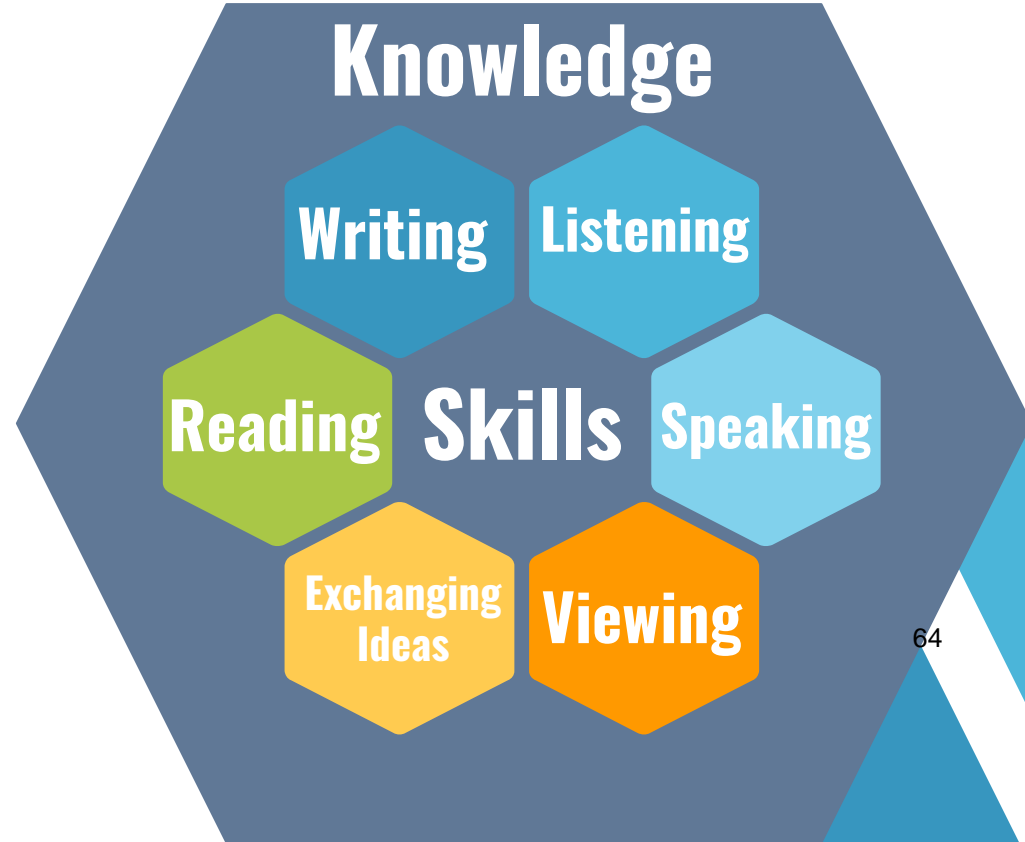 Knowledge
Writing
Listening
Reading
Skills
Speaking
Exchanging
Ideas
Viewing
64